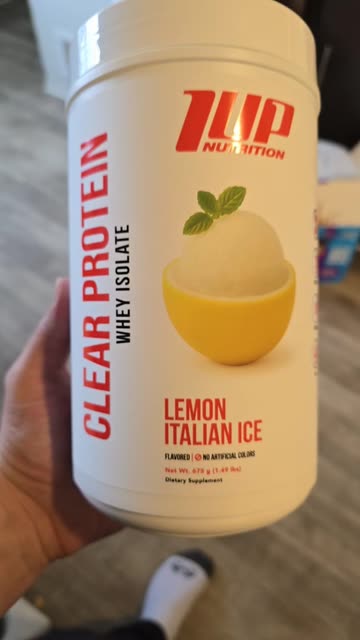 1UP
NUTRITION
CLEAR PROTEIN
WHEY ISOLATE
LEMON
ITALIAN ICE
FLAVORED | NO ARTIFICIAL COLORS
Net Wt. 675 g (1.49 lbs)
Dietary Supplement